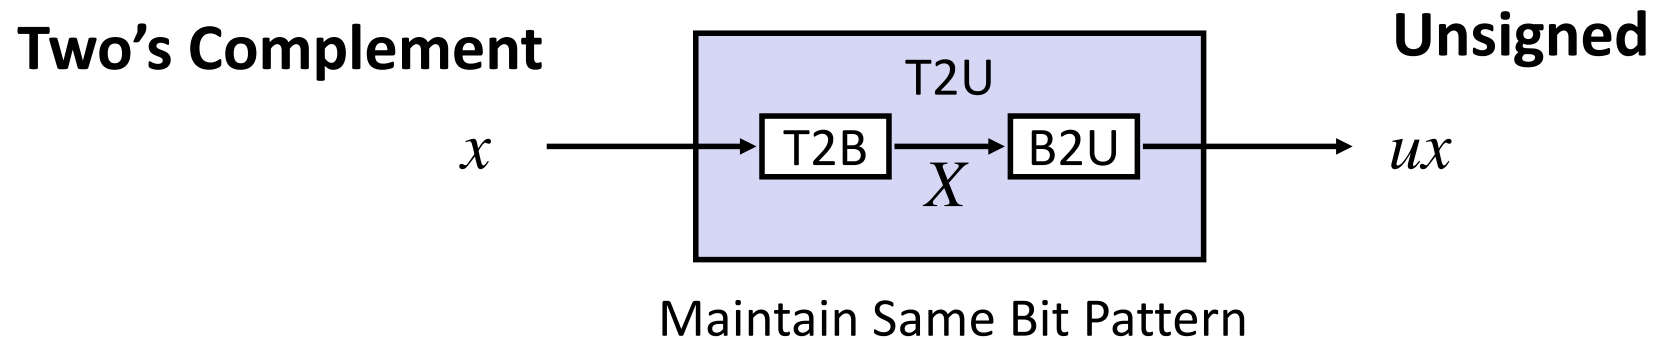 Two’s Complement
Unsigned
T2U
x
T2B
X
B2U
ux
Maintain Same Bit Pattern